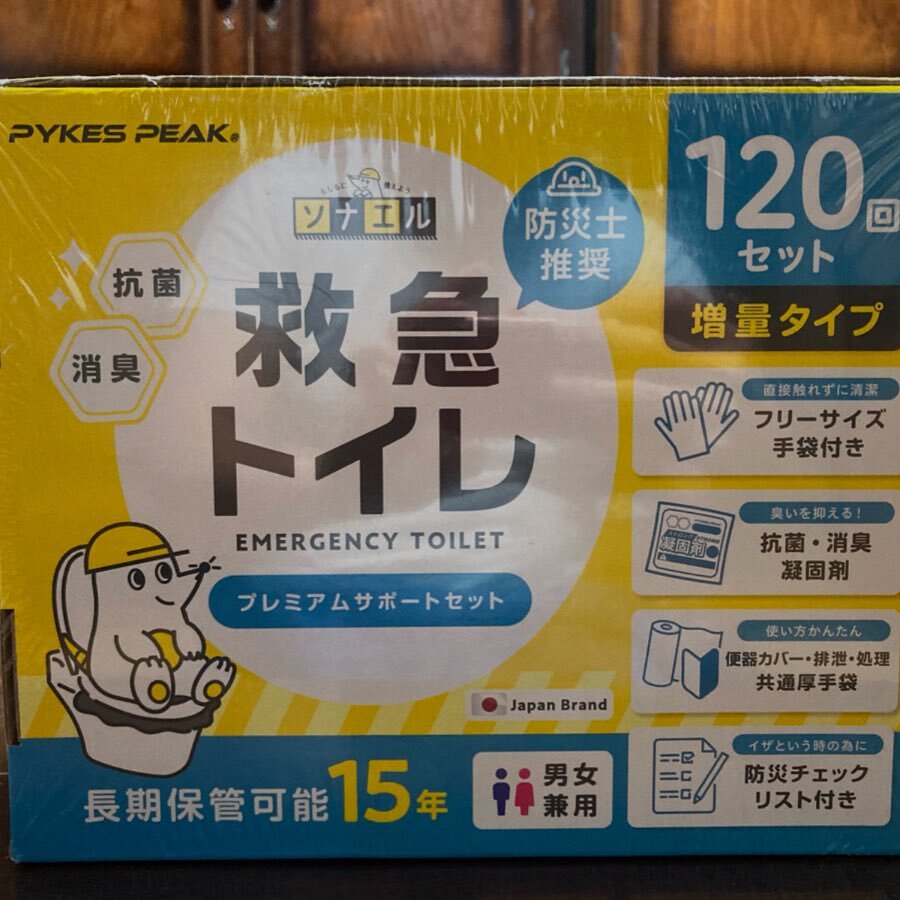 PYKES PEAK®
もしもに 備えよう
ソナエル
防災士
推奨
抗菌
消臭
救急
トイレ
EMERGENCY TOILET
プレミアムサポートセット
Japan Brand
長期保管可能15年
男女
兼用
120回
セット
増量タイプ
直接触れずに清潔
フリーサイズ
手袋付き
臭いを抑える!
抗菌・消臭
凝固剤
凝固剤
使い方かんたん
便器カバー・排泄・処理
共通厚手袋
イザという時の為に
防災チェック
リスト付き